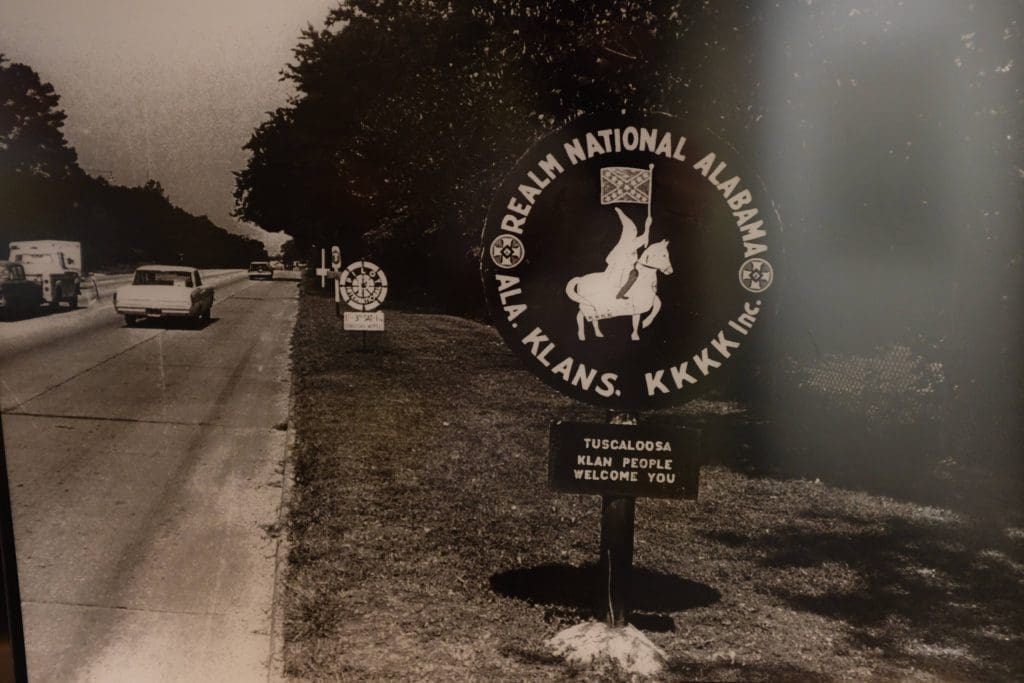 REALM NATIONAL ALABAMA
ALA. KLANS. KKKK Inc.
TUSCALOOSA
KLAN PEOPLE
WELCOME YOU